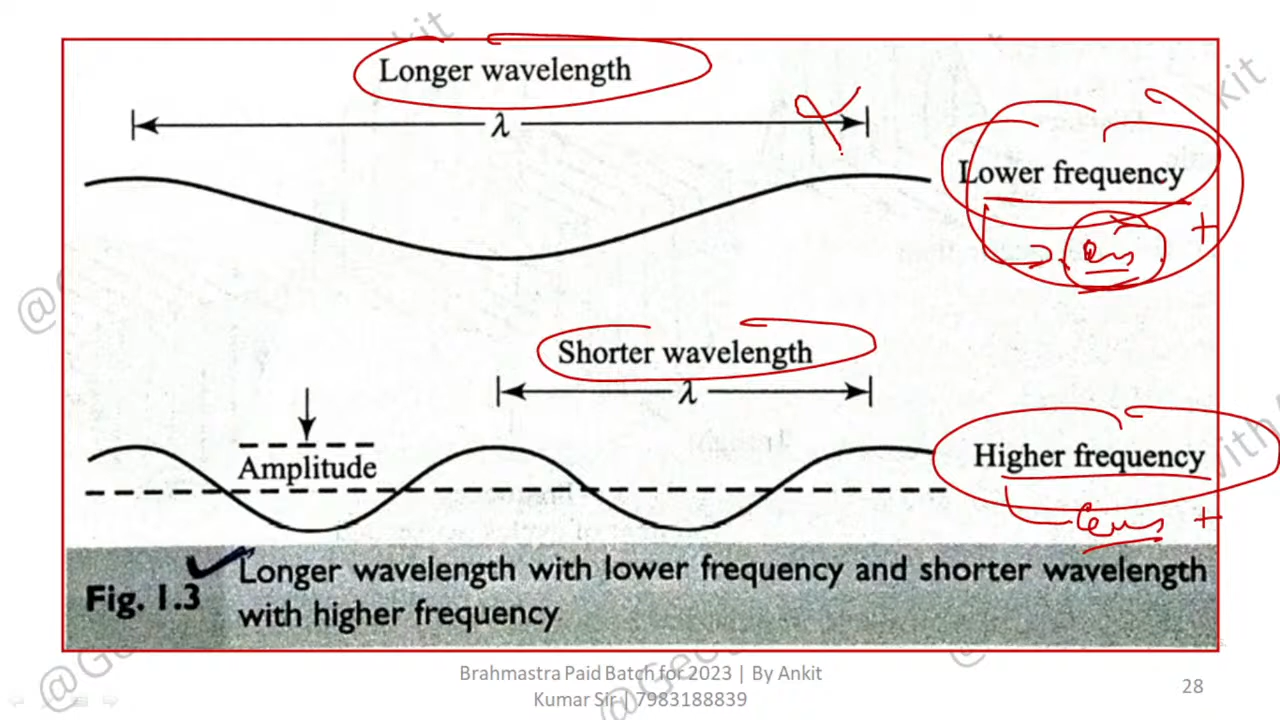 Longer wavelength
λ
Lower frequency
Shorter wavelength
λ
Amplitude
Higher frequency
Fig. 1.3 Longer wavelength with lower frequency and shorter wavelength
with higher frequency
Brahmastra Paid Batch for 2023 | By Ankit
Kumar Sir | 7983188839
28